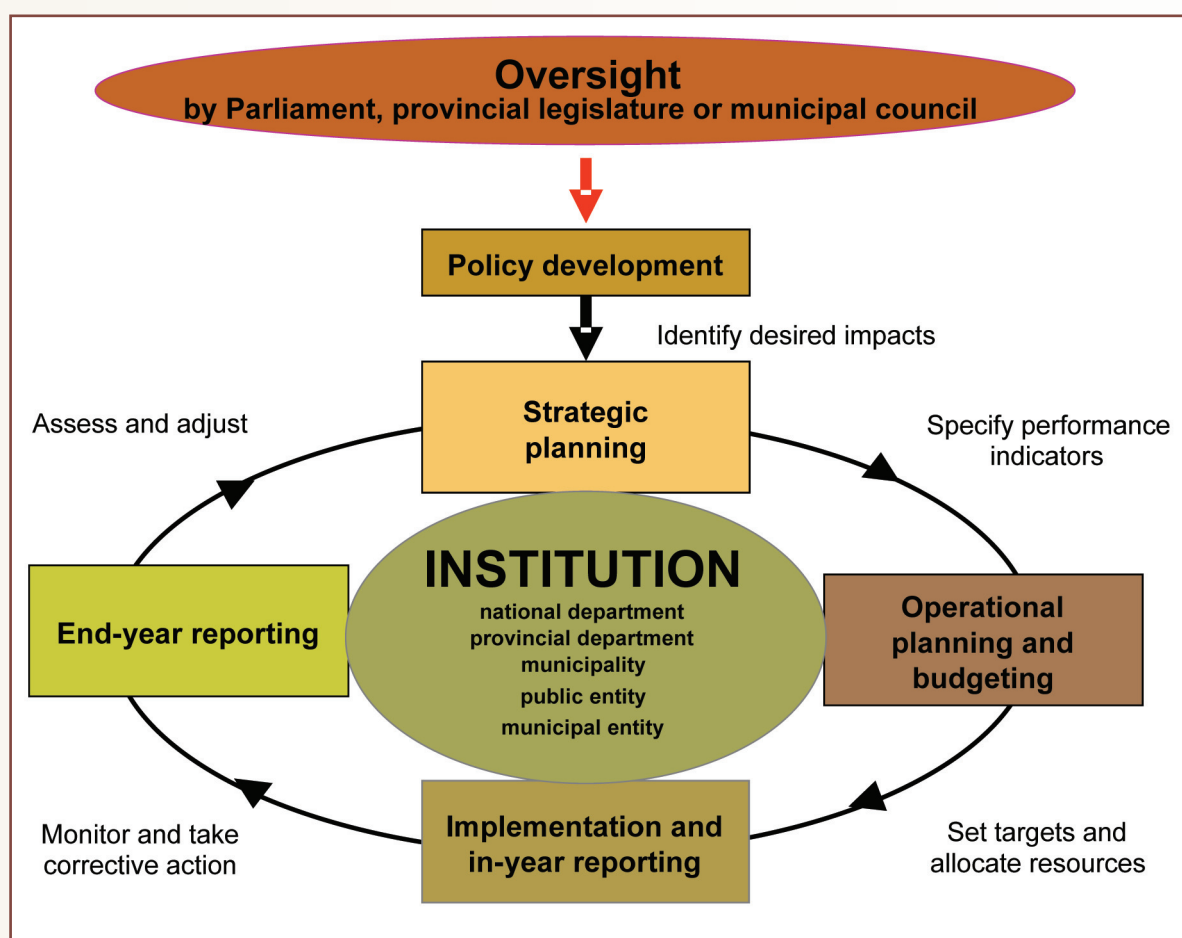 Oversight
by Parliament, provincial legislature or municipal council
Policy development
Identify desired impacts
Strategic
planning
Assess and adjust
Specify performance
indicators
INSTITUTION
national department
provincial department
municipality
public entity
municipal entity
End-year reporting
Operational
planning and
budgeting
Monitor and take
corrective action
Implementation and
in-year reporting
Set targets and
allocate resources